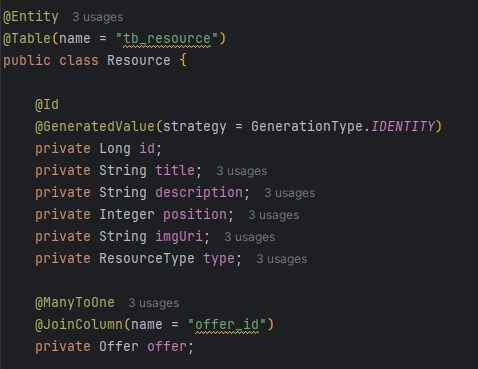 @Entity 3 usages
@Table(name = "tb_resource")
public class Resource {
@Id
@GeneratedValue(strategy = GenerationType.IDENTITY)
private Long id;
private String title; 3 usages
private String description; 3 usages
private Integer position; 3 usages
private String imgUri; 3 usages
private ResourceType type; 3 usages
@ManyToOne 3 usages
@JoinColumn(name = "offer_id")
private Offer offer;